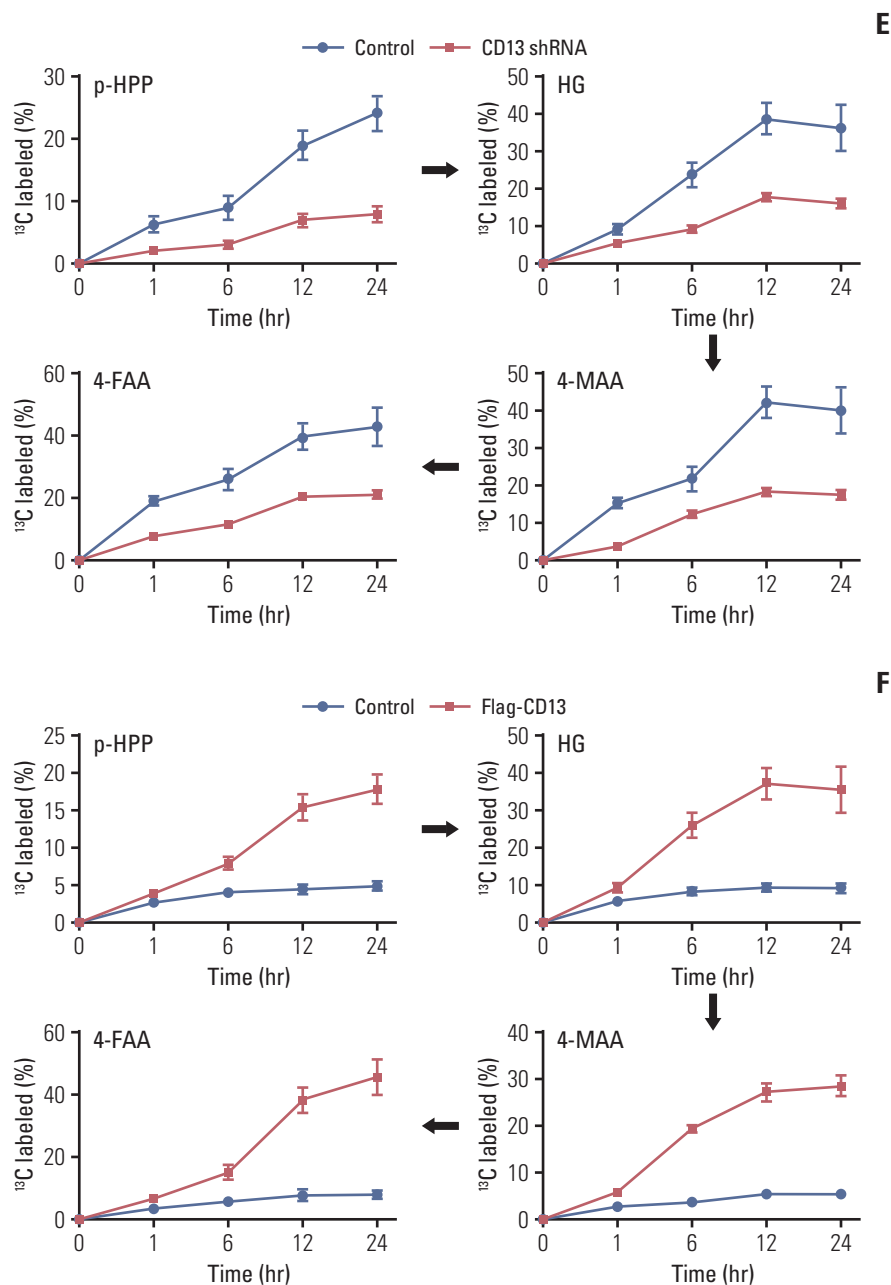 E
Control CD13 shRNA
p-HPP
30
20
10
0
¹³C labeled (%)
0 1 6 12 24
Time (hr)
HG
50
40
30
20
10
0
¹³C labeled (%)
0 1 6 12 24
Time (hr)
4-FAA
60
40
20
0
¹³C labeled (%)
0 1 6 12 24
Time (hr)
4-MAA
50
40
30
20
10
0
¹³C labeled (%)
0 1 6 12 24
Time (hr)
F
Control Flag-CD13
p-HPP
25
20
15
10
5
0
¹³C labeled (%)
0 1 6 12 24
Time (hr)
HG
50
40
30
20
10
0
¹³C labeled (%)
0 1 6 12 24
Time (hr)
4-FAA
60
40
20
0
¹³C labeled (%)
0 1 6 12 24
Time (hr)
4-MAA
40
30
20
10
0
¹³C labeled (%)
0 1 6 12 24
Time (hr)